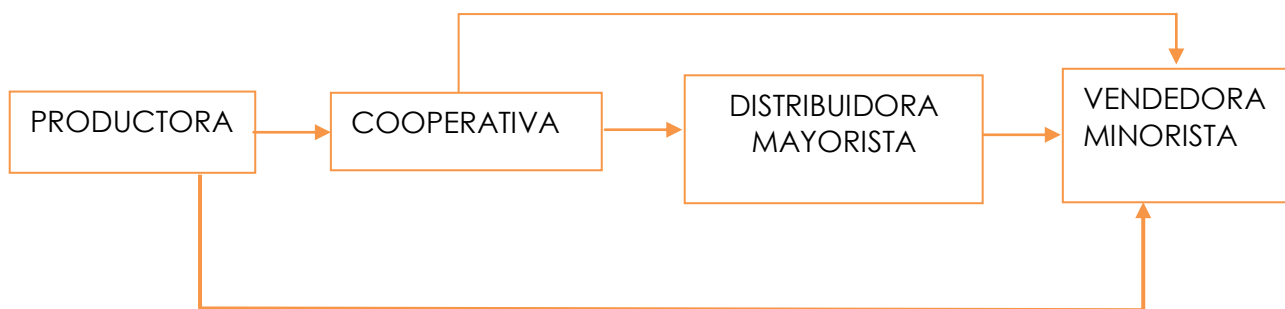 PRODUCTORA
COOPERATIVA
DISTRIBUIDORA
MAYORISTA
VENDEDORA
MINORISTA